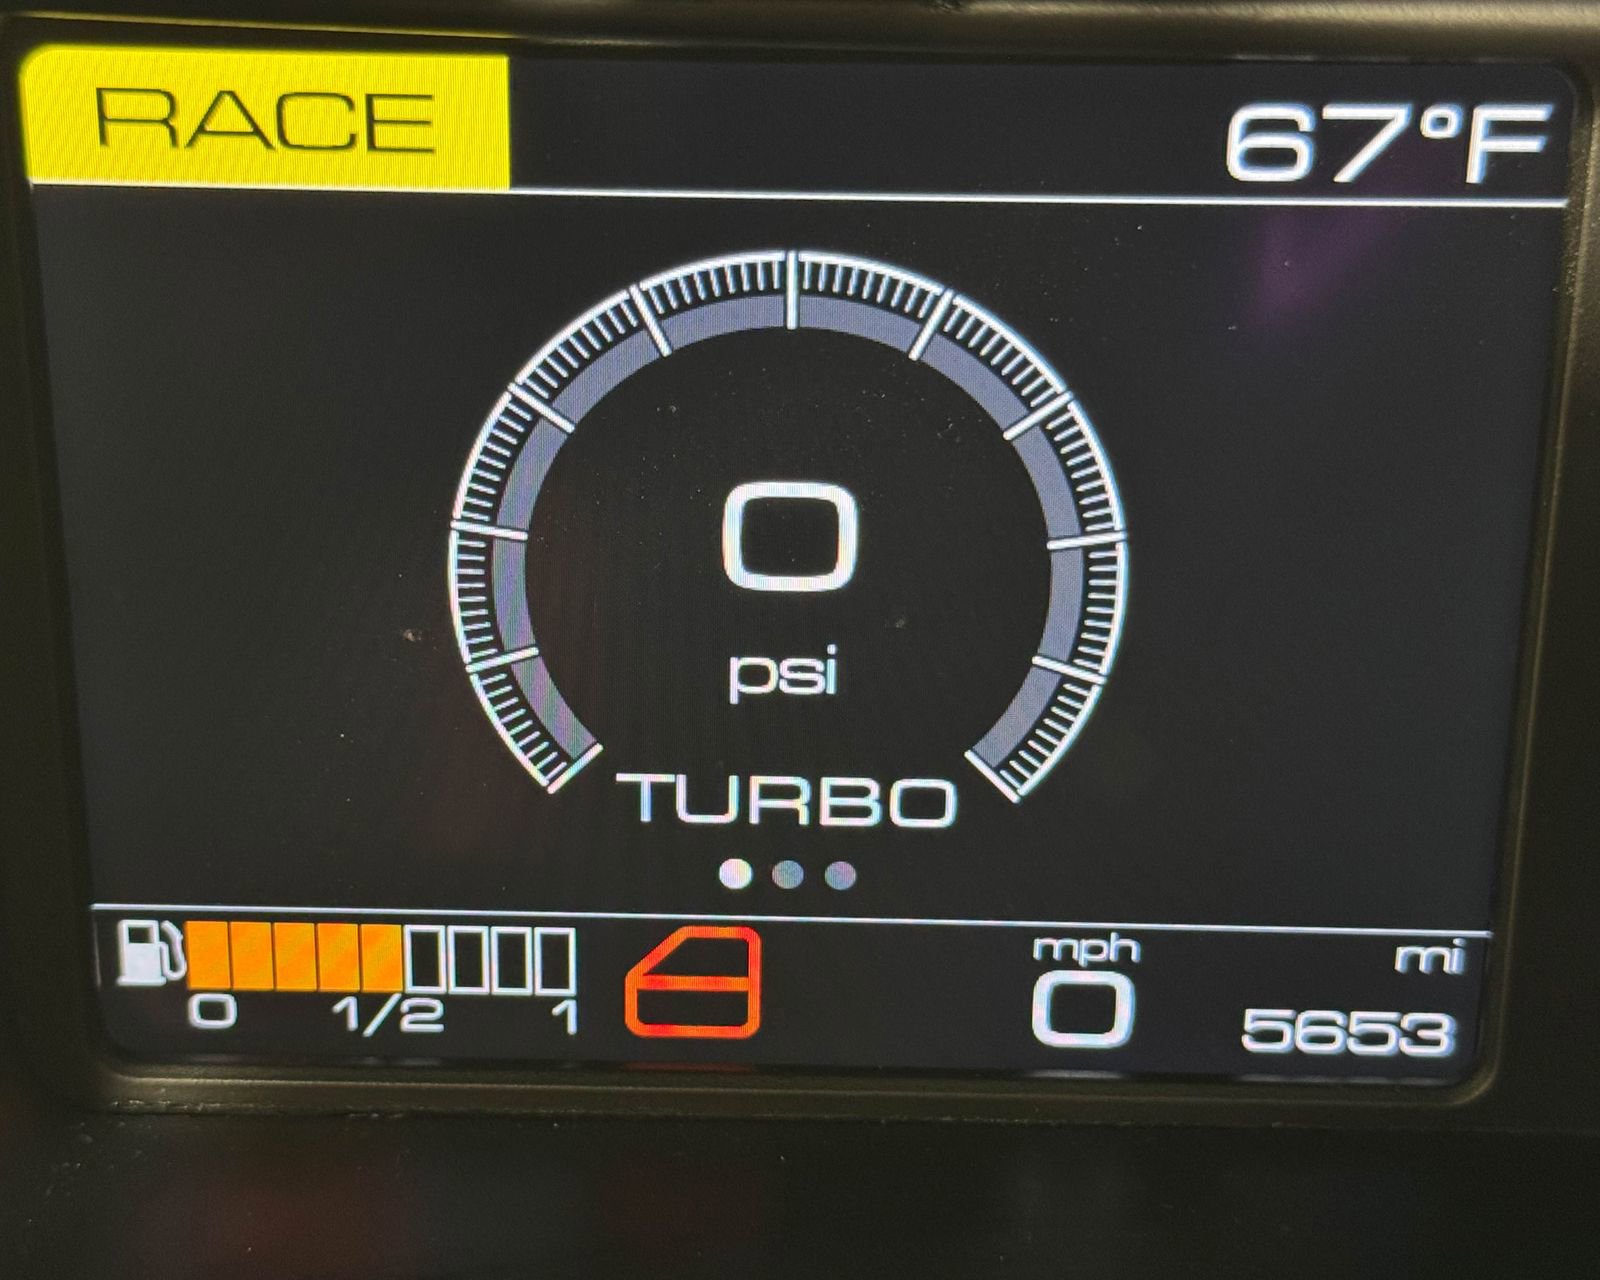 RACE 67°F
0
psi
TURBO
mph mi
0 1/2 1 0 5653